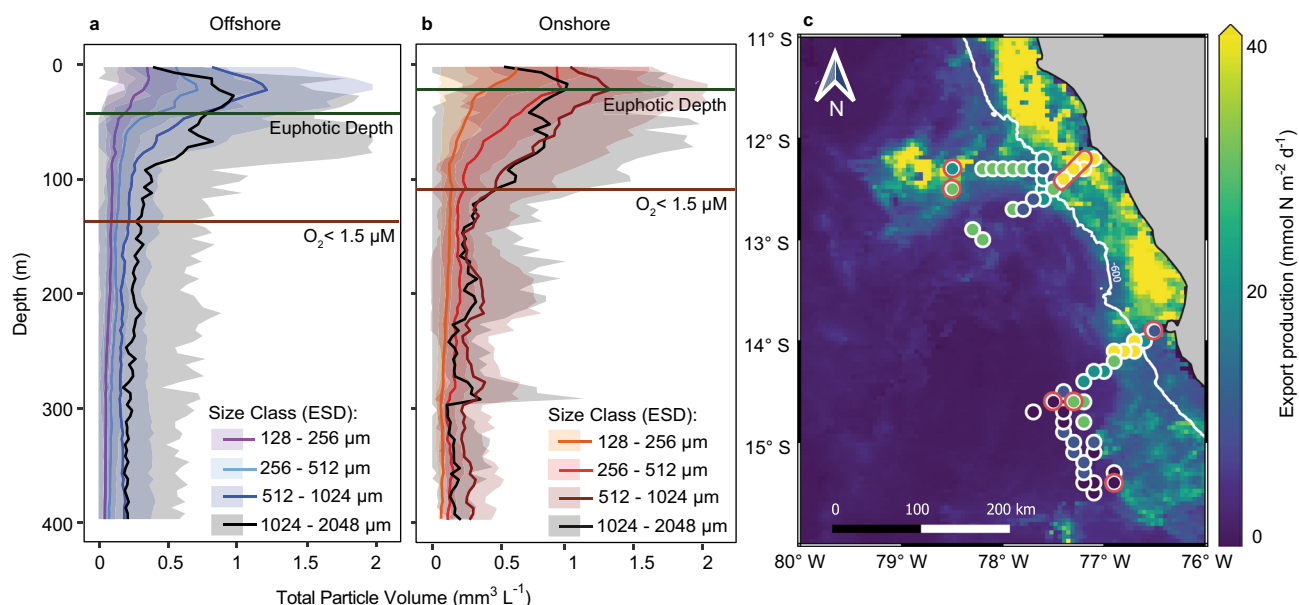 a Offshore
b Onshore
c
0
100
200
300
400
Depth (m)
Euphotic Depth
O₂< 1.5 µM
Size Class (ESD):
128 - 256 µm
256 - 512 µm
512 - 1024 µm
1024 - 2048 µm
0 0.5 1 1.5 2
Euphotic Depth
O₂< 1.5 µM
Size Class (ESD):
128 - 256 µm
256 - 512 µm
512 - 1024 µm
1024 - 2048 µm
0 0.5 1 1.5 2
Total Particle Volume (mm³ L⁻¹)
11° S
12° S
13° S
14° S
15° S
N
-600
0 100 200 km
80° W 79° W 78° W 77° W 76° W
40
20
0
Export production (mmol N m⁻² d⁻¹)